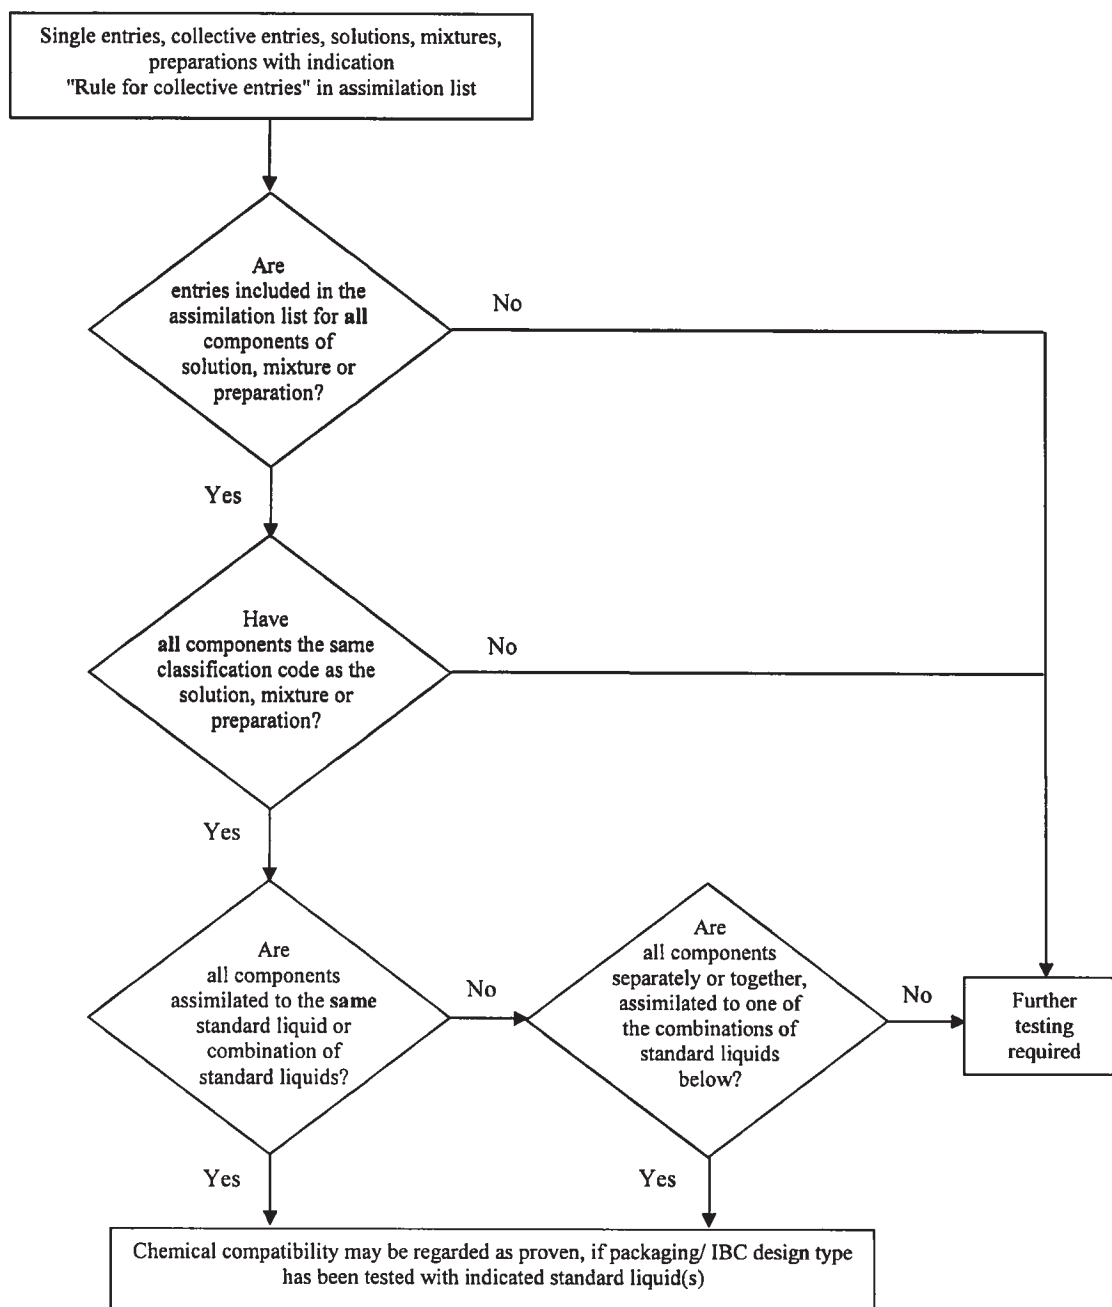 Single entries, collective entries, solutions, mixtures,
preparations with indication
"Rule for collective entries" in assimilation list
Are
entries included in the
assimilation list for all
components of
solution, mixture or
preparation?
No
Yes
Have
all components the same
classification code as the
solution, mixture or
preparation?
No
Yes
Are
all components
assimilated to the same
standard liquid or
combination of
standard liquids?
No
Are
all components
separately or together,
assimilated to one of
the combinations of
standard liquids
below?
No
Further
testing
required
Yes
Yes
Chemical compatibility may be regarded as proven, if packaging/ IBC design type
has been tested with indicated standard liquid(s)